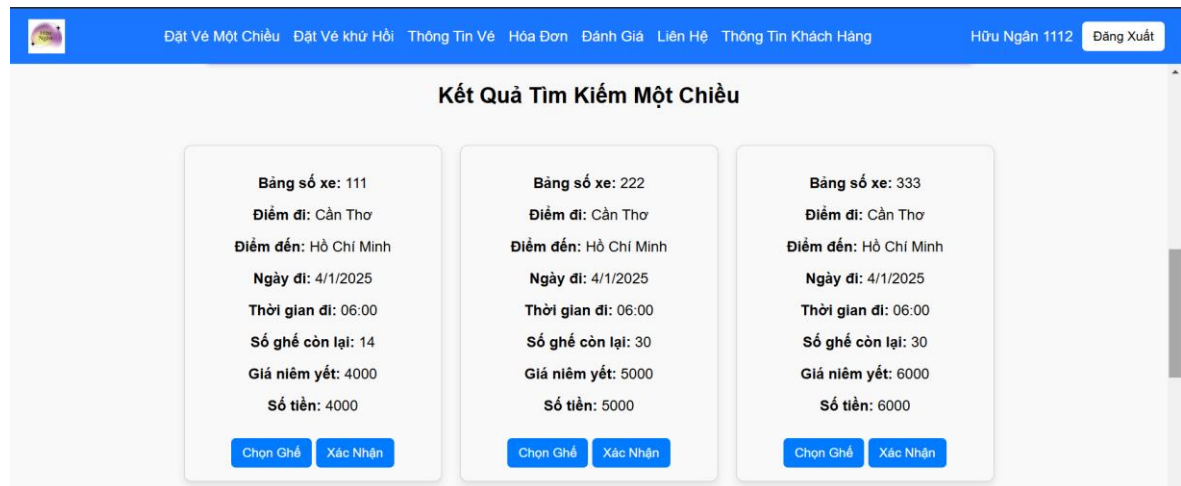 Đặt Vé Một Chiều Đặt Vé khứ Hồi Thông Tin Vé Hóa Đơn Đánh Giá Liên Hệ Thông Tin Khách Hàng Hữu Ngân 1112 Đăng Xuất
Kết Quả Tìm Kiếm Một Chiều
Bảng số xe: 111
Điểm đi: Cần Thơ
Điểm đến: Hồ Chí Minh
Ngày đi: 4/1/2025
Thời gian đi: 06:00
Số ghế còn lại: 14
Giá niêm yết: 4000
Số tiền: 4000
Chọn Ghế Xác Nhận
Bảng số xe: 222
Điểm đi: Cần Thơ
Điểm đến: Hồ Chí Minh
Ngày đi: 4/1/2025
Thời gian đi: 06:00
Số ghế còn lại: 30
Giá niêm yết: 5000
Số tiền: 5000
Chọn Ghế Xác Nhận
Bảng số xe: 333
Điểm đi: Cần Thơ
Điểm đến: Hồ Chí Minh
Ngày đi: 4/1/2025
Thời gian đi: 06:00
Số ghế còn lại: 30
Giá niêm yết: 6000
Số tiền: 6000
Chọn Ghế Xác Nhận